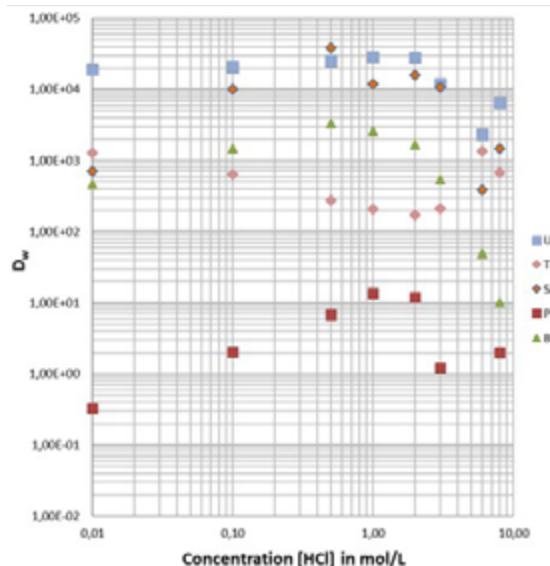 1,00E+05
1,00E+04
1,00E+03
1,00E+02
1,00E+01
1,00E+00
1,00E-01
1,00E-02
Dw
0,01
0,10
1,00
10,00
Concentration [HCl] in mol/L
U
T
S